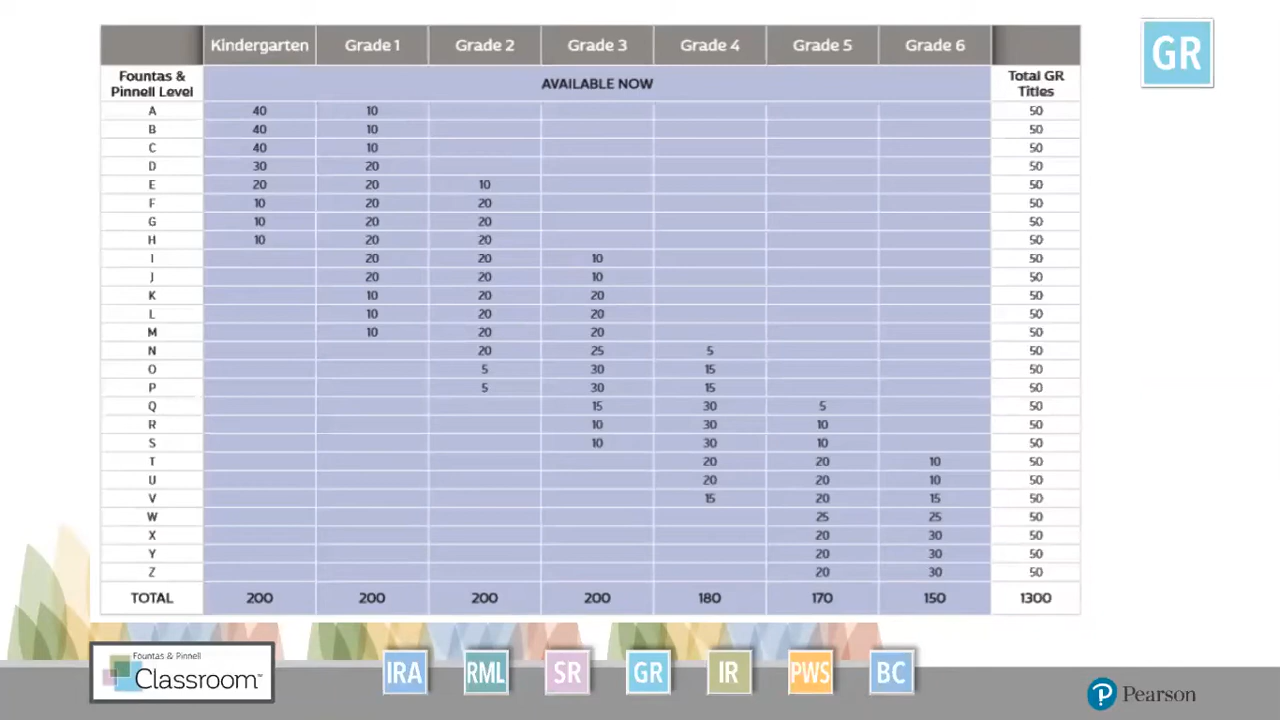 Kindergarten Grade 1 Grade 2 Grade 3 Grade 4 Grade 5 Grade 6
GR
Fountas & Pinnell Level AVAILABLE NOW Total GR Titles
A 40 10 50
B 40 10 50
C 40 10 50
D 30 20 50
E 20 20 10 50
F 10 20 20 50
G 10 20 20 50
H 10 20 20 50
I 20 20 10 50
J 20 20 10 50
K 10 20 20 50
L 10 20 20 50
M 10 20 20 50
N 20 25 5 50
O 5 30 15 50
P 5 30 15 50
Q 15 30 5 50
R 10 30 10 50
S 10 30 10 50
T 20 20 10 50
U 20 20 10 50
V 15 20 15 50
W 25 25 50
X 20 30 50
Y 20 30 50
Z 20 30 50
TOTAL 200 200 200 200 180 170 150 1300
Fountas & Pinnell
Classroom™
IRA RML SR GR IR PWS BC
P Pearson